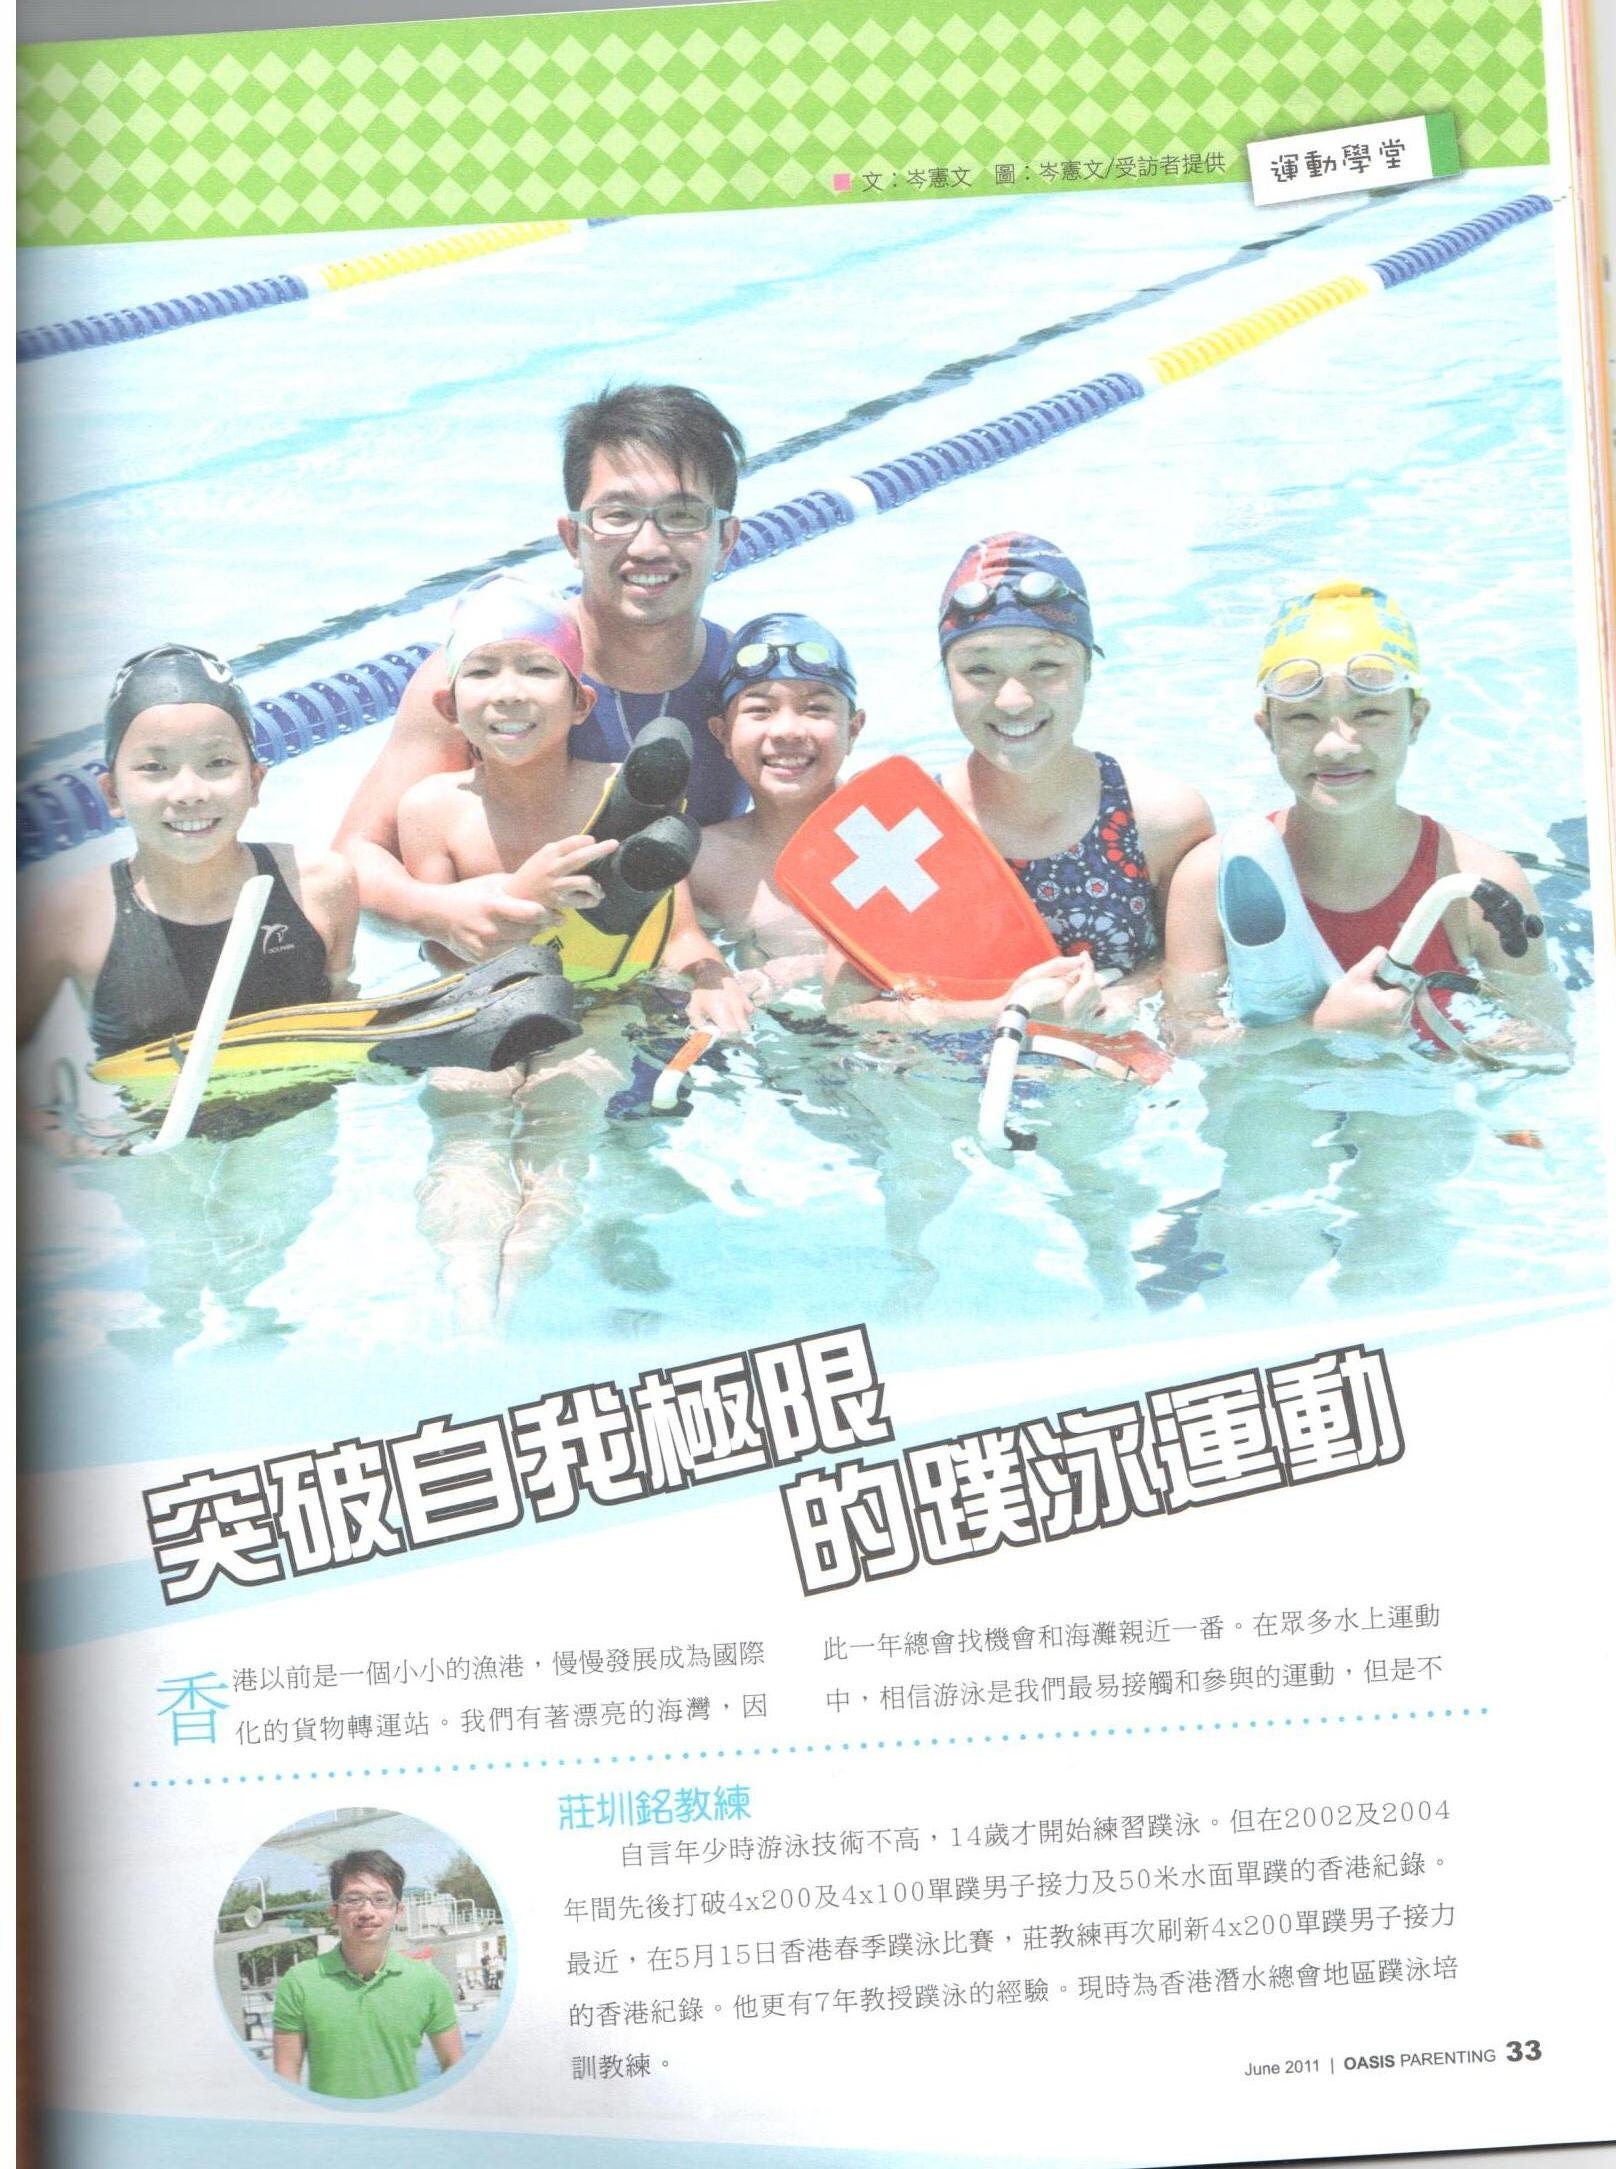 文：岑憲文　圖：岑憲文/受訪者提供
運動學堂
DOLPHIN
突破自我極限
的蹼泳運動
香港以前是一個小小的漁港，慢慢發展成為國際
化的貨物轉運站。我們有著漂亮的海灣，因
此一年總會找機會和海灘親近一番。在眾多水上運動
中，相信游泳是我們最易接觸和參與的運動，但是不
莊圳銘教練
自言年少時游泳技術不高，14歲才開始練習蹼泳。但在2002及2004
年間先後打破4x200及4x100單蹼男子接力及50米水面單蹼的香港紀錄。
最近，在5月15日香港春季蹼泳比賽，莊教練再次刷新4x200單蹼男子接力
的香港紀錄。他更有7年教授蹼泳的經驗。現時為香港潛水總會地區蹼泳培
訓教練。
June 2011 | OASIS PARENTING 33